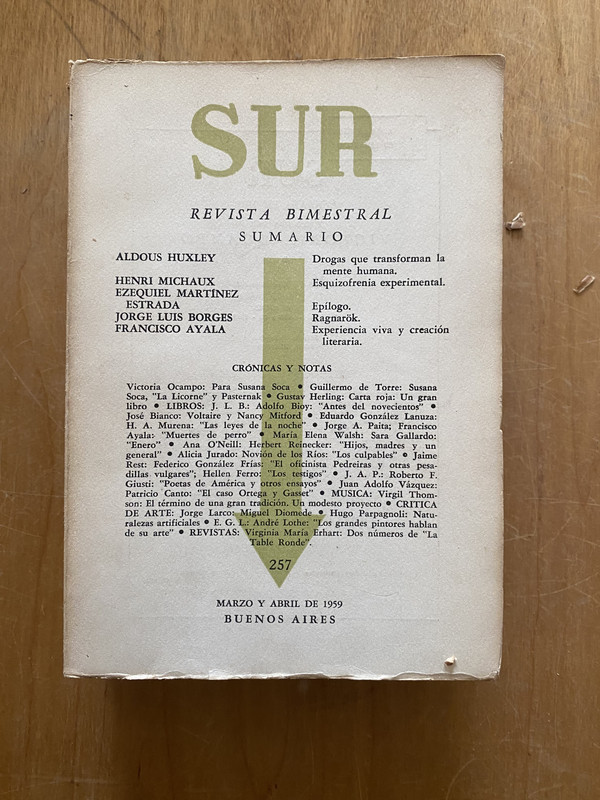 SUR
REVISTA BIMESTRAL
SUMARIO
ALDOUS HUXLEY Drogas que transforman la
mente humana.
HENRI MICHAUX Esquizofrenia experimental.
EZEQUIEL MARTÍNEZ
ESTRADA Epílogo.
JORGE LUIS BORGES Ragnarök.
FRANCISCO AYALA Experiencia viva y creación
literaria.
CRÓNICAS Y NOTAS
Victoria Ocampo: Para Susana Soca ● Guillermo de Torre: Susana
Soca, "La Licorne" y Pasternak ● Gustav Herling: Carta roja: Un gran
libro ● LIBROS: J. L. B.: Adolfo Bioy: "Antes del novecientos" ●
José Bianco: Voltaire y Nancy Mitford ● Eduardo González Lanuza:
H. A. Murena: "Las leyes de la noche" ● Jorge A. Paita; Francisco
Ayala: "Muertes de perro" ● María Elena Walsh: Sara Gallardo:
"Enero" ● Ana O'Neill: Herbert Reinecker: "Hijos, madres y un
general" ● Alicia Jurado: Novión de los Ríos: "Los culpables" ● Jaime
Rest: Federico González Frías: "El oficinista Pedreiras y otras pesa-
dillas vulgares"; Hellen Ferro: "Los testigos" ● J. A. P.: Roberto F.
Giusti: "Poetas de América y otros ensayos" ● Juan Adolfo Vázquez:
Patricio Canto: "El caso Ortega y Gasset" ● MUSICA: Virgil Thom-
son: El término de una gran tradición. Un modesto proyecto ● CRITICA
DE ARTE: Jorge Larco: Miguel Diomede ● Hugo Parpagnoli: Natu-
ralezas artificiales ● E. G. L.: André Lothe: "Los grandes pintores hablan
de su arte" ● REVISTAS: Virginia María Erhart: Dos números de "La
Table Ronde".
257
MARZO Y ABRIL DE 1959
BUENOS AIRES